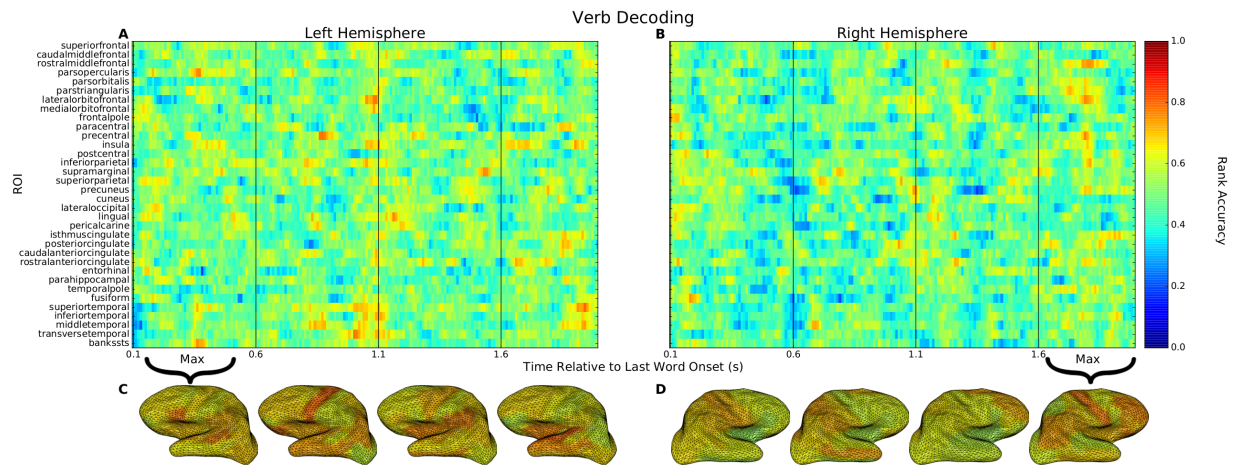 Verb Decoding
A
Left Hemisphere
B
Right Hemisphere
superiorfrontal
caudalmiddlefrontal
rostralmiddlefrontal
parsopercularis
parsorbitalis
parstriangularis
lateralorbitofrontal
medialorbitofrontal
frontalpole
paracentral
precentral
insula
postcentral
inferiorparietal
supramarginal
superiorparietal
precuneus
cuneus
lateraloccipital
lingual
pericalcarine
isthmuscingulate
posteriorcingulate
caudalanteriorcingulate
rostralanteriorcingulate
entorhinal
parahippocampal
temporalpole
fusiform
superiortemporal
inferiortemporal
middletemporal
transversetemporal
bankssts
ROI
0.1 0.6 1.1 1.6
0.1 0.6 1.1 1.6
1.0
0.8
0.6
0.4
0.2
0.0
Rank Accuracy
Max
Time Relative to Last Word Onset (s)
Max
C
D